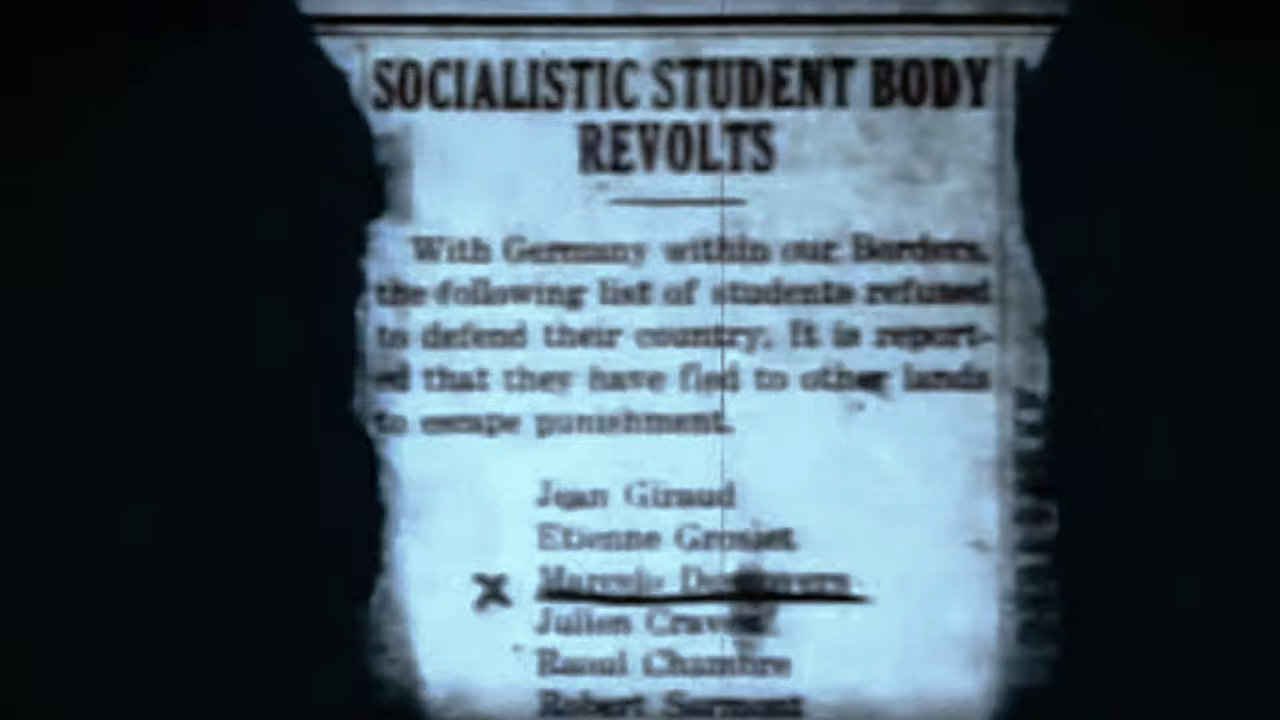 SOCIALISTIC STUDENT BODY
REVOLTS
With Germany within our Borders,
the following list of students refused
to defend their country. It is report-
ed that they have fled to other lands
to escape punishment.
Jean Giraud
Etienne
Marcelo
Julien
Raoul Chambre
Robert Sermont